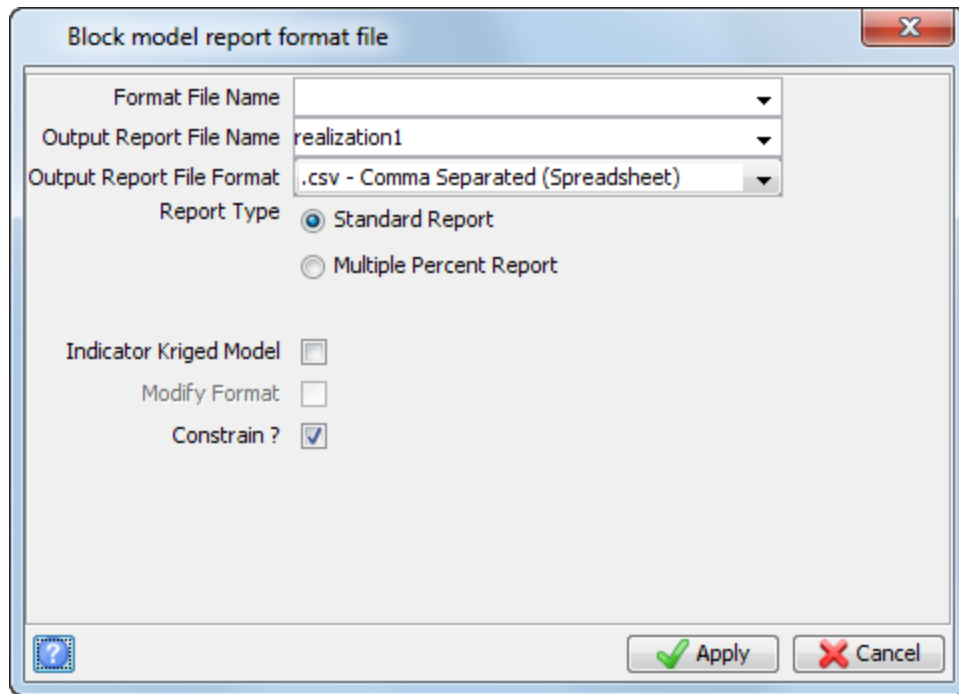 Block model report format file
Format File Name
Output Report File Name realization1
Output Report File Format .csv - Comma Separated (Spreadsheet)
Report Type Standard Report
Multiple Percent Report
Indicator Kriged Model
Modify Format
Constrain ?
? Apply Cancel